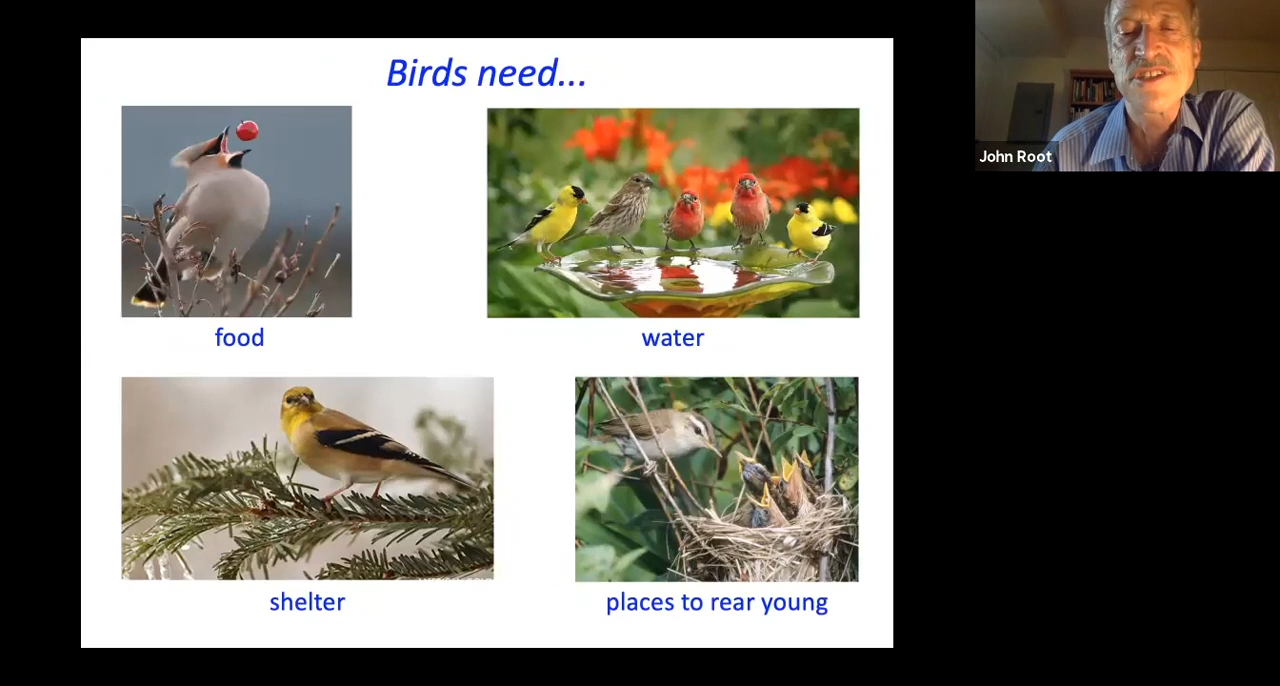 Birds need...
John Root
food
water
shelter
places to rear young